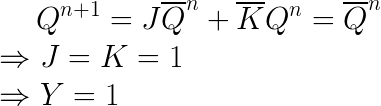 $Q^{n+1} = J\overline{Q}^n + \overline{K}Q^n = \overline{Q}^n$
$\Rightarrow J = K = 1$
$\Rightarrow Y = 1$